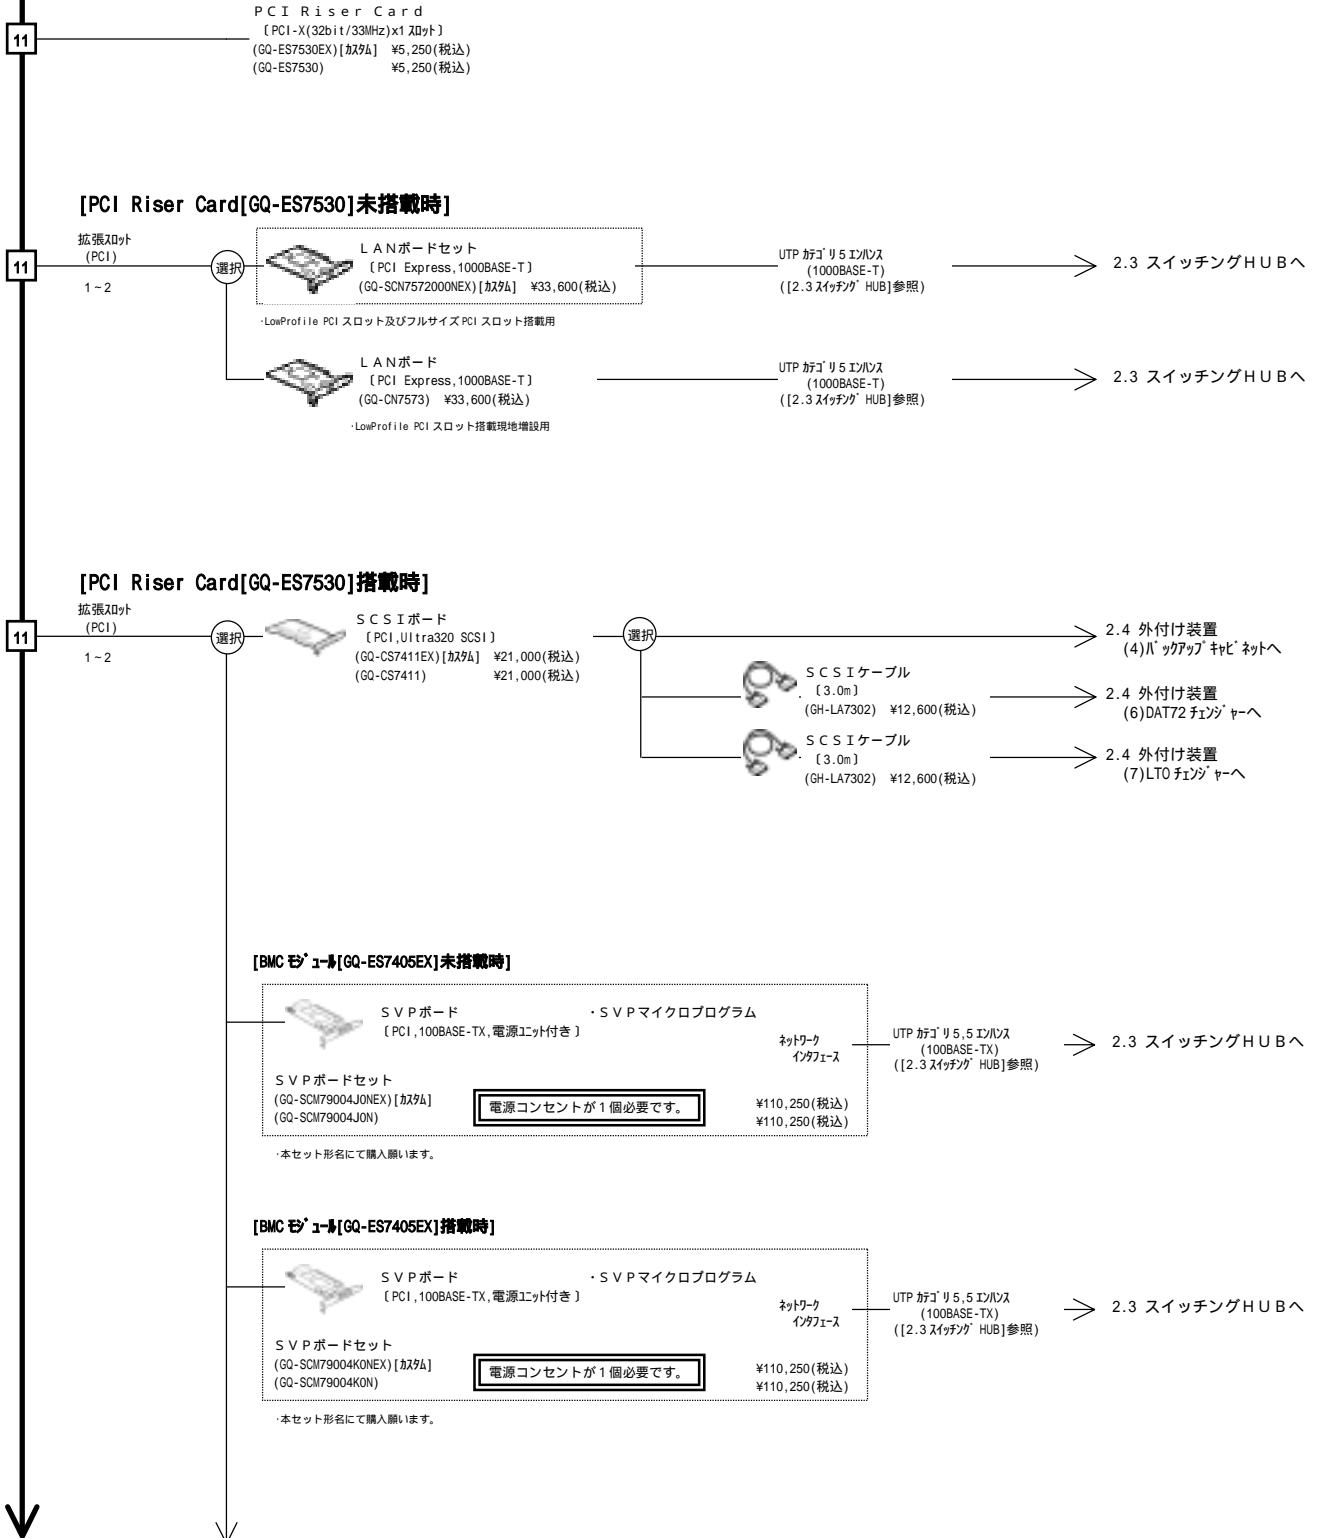 PCI Riser Card
〔PCI-X(32bit/33MHz)x1 スロット〕
11
(GQ-ES7530EX)[カスタム] ¥5,250(税込)
(GQ-ES7530) ¥5,250(税込)
[PCI Riser Card[GQ-ES7530]未搭載時]
拡張スロット
(PCI)
11
1~2
選択
LANボードセット
〔PCI Express,1000BASE-T〕
(GQ-SCN7572000NEX)[カスタム] ¥33,600(税込)
UTP カテゴリ5エンハンス
(1000BASE-T)
([2.3 スイッチング HUB]参照)
2.3 スイッチングHUBへ
·LowProfile PCI スロット及びフルサイズ PCI スロット搭載用
LANボード
〔PCI Express,1000BASE-T〕
(GQ-CN7573) ¥33,600(税込)
UTP カテゴリ5エンハンス
(1000BASE-T)
([2.3 スイッチング HUB]参照)
2.3 スイッチングHUBへ
·LowProfile PCI スロット搭載現地増設用
[PCI Riser Card[GQ-ES7530]搭載時]
拡張スロット
(PCI)
11
1~2
選択
SCSIボード
〔PCI,Ultra320 SCSI〕
(GQ-CS7411EX)[カスタム] ¥21,000(税込)
(GQ-CS7411) ¥21,000(税込)
選択
2.4 外付け装置
(4)バックアップキャビネットへ
SCSIケーブル
〔3.0m〕
(GH-LA7302) ¥12,600(税込)
2.4 外付け装置
(6)DAT72 チェンジャーへ
SCSIケーブル
〔3.0m〕
(GH-LA7302) ¥12,600(税込)
2.4 外付け装置
(7)LTO チェンジャーへ
[BMC モジュール[GQ-ES7405EX]未搭載時]
SVPボード
〔PCI,100BASE-TX,電源ユニット付き〕
・SVPマイクロプログラム
ネットワーク
インタフェース
UTP カテゴリ5,5エンハンス
(100BASE-TX)
([2.3 スイッチング HUB]参照)
2.3 スイッチングHUBへ
SVPボードセット
(GQ-SCM79004J0NEX)[カスタム] ¥110,250(税込)
(GQ-SCM79004J0N) ¥110,250(税込)
電源コンセントが1個必要です。
·本セット形名にて購入願います。
[BMC モジュール[GQ-ES7405EX]搭載時]
SVPボード
〔PCI,100BASE-TX,電源ユニット付き〕
・SVPマイクロプログラム
ネットワーク
インタフェース
UTP カテゴリ5,5エンハンス
(100BASE-TX)
([2.3 スイッチング HUB]参照)
2.3 スイッチングHUBへ
SVPボードセット
(GQ-SCM79004K0NEX)[カスタム] ¥110,250(税込)
(GQ-SCM79004K0N) ¥110,250(税込)
電源コンセントが1個必要です。
·本セット形名にて購入願います。